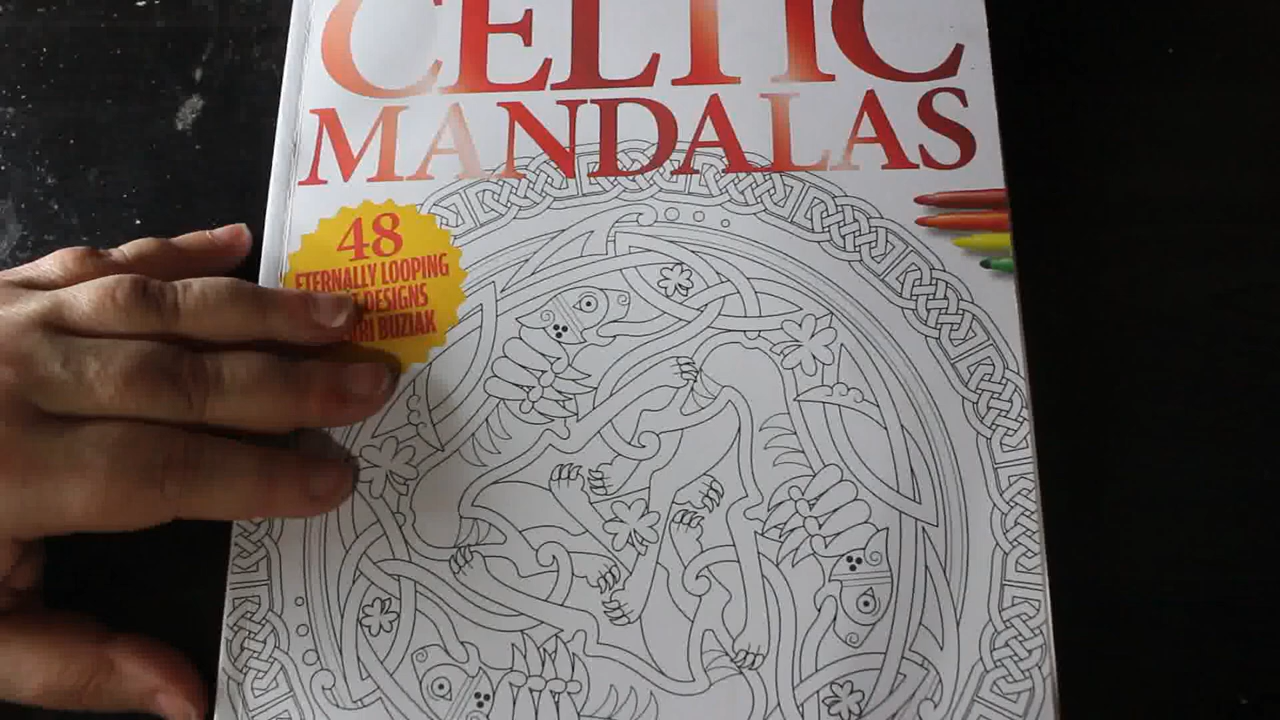 CELTIC
MANDALAS
48
ETERNALLY LOOPING
DESIGNS
BUZIAK